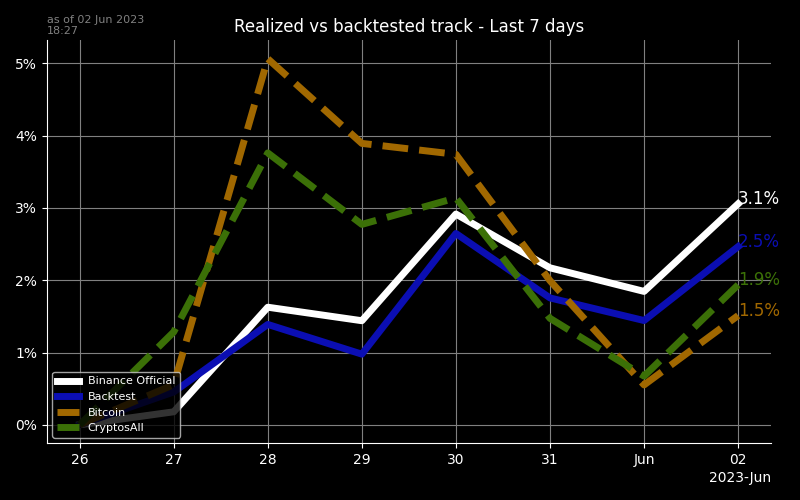 as of 02 Jun 2023
18:27
Realized vs backtested track - Last 7 days
5%
4%
3%
2%
1%
0%
3.1%
2.5%
1.9%
1.5%
Binance Official
Backtest
Bitcoin
CryptosAll
26 27 28 29 30 31 Jun 02
2023-Jun